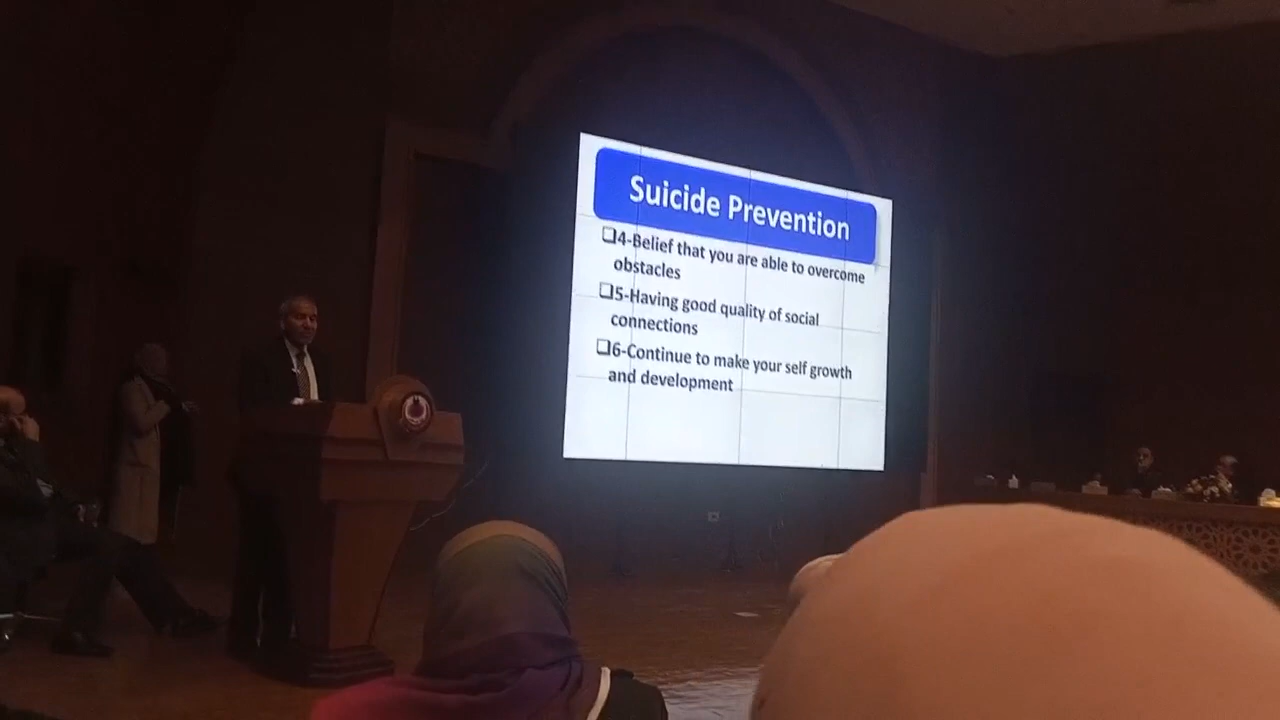 Suicide Prevention
❑4-Belief that you are able to overcome
obstacles
❑5-Having good quality of social
connections
❑6-Continue to make your self growth
and development